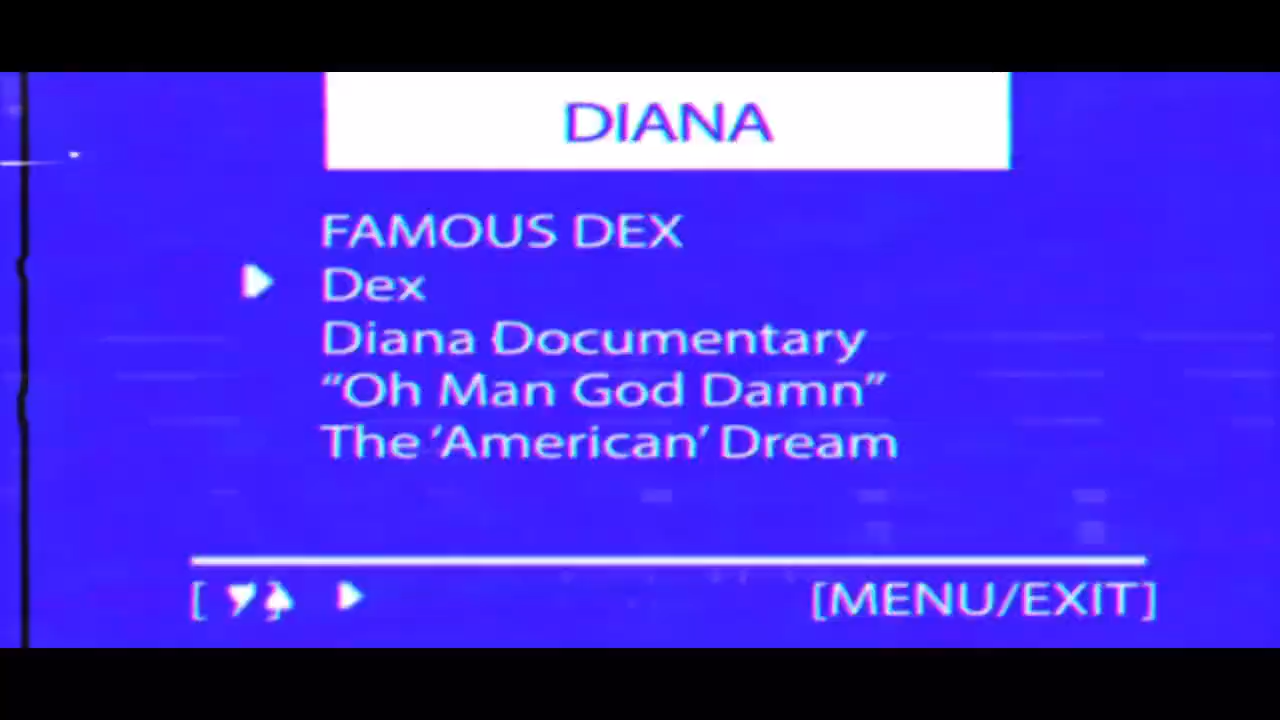 DIANA
FAMOUS DEX
Dex
Diana Documentary
“Oh Man God Damn”
The ‘American’ Dream
[MENU/EXIT]